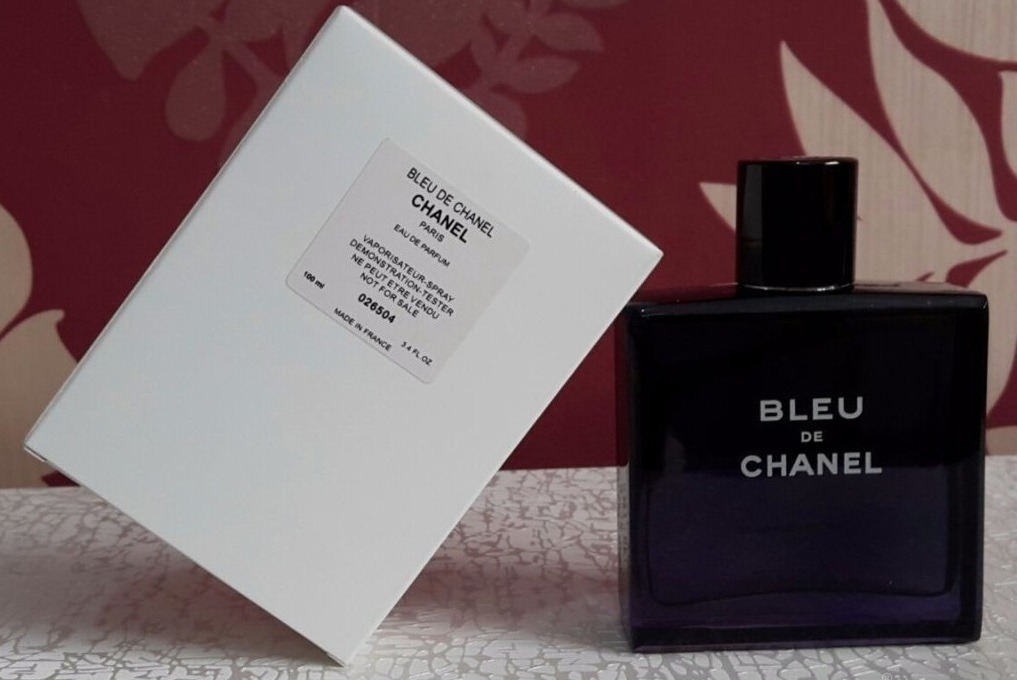 BLEU DE CHANEL
CHANEL
PARIS
EAU DE PARFUM
VAPORISATEUR-SPRAY
DEMONSTRATION-TESTER
NE PEUT ETRE VENDU
NOT FOR SALE
100 ml
026504
MADE IN FRANCE
3.4 FL.OZ.
BLEU
DE
CHANEL